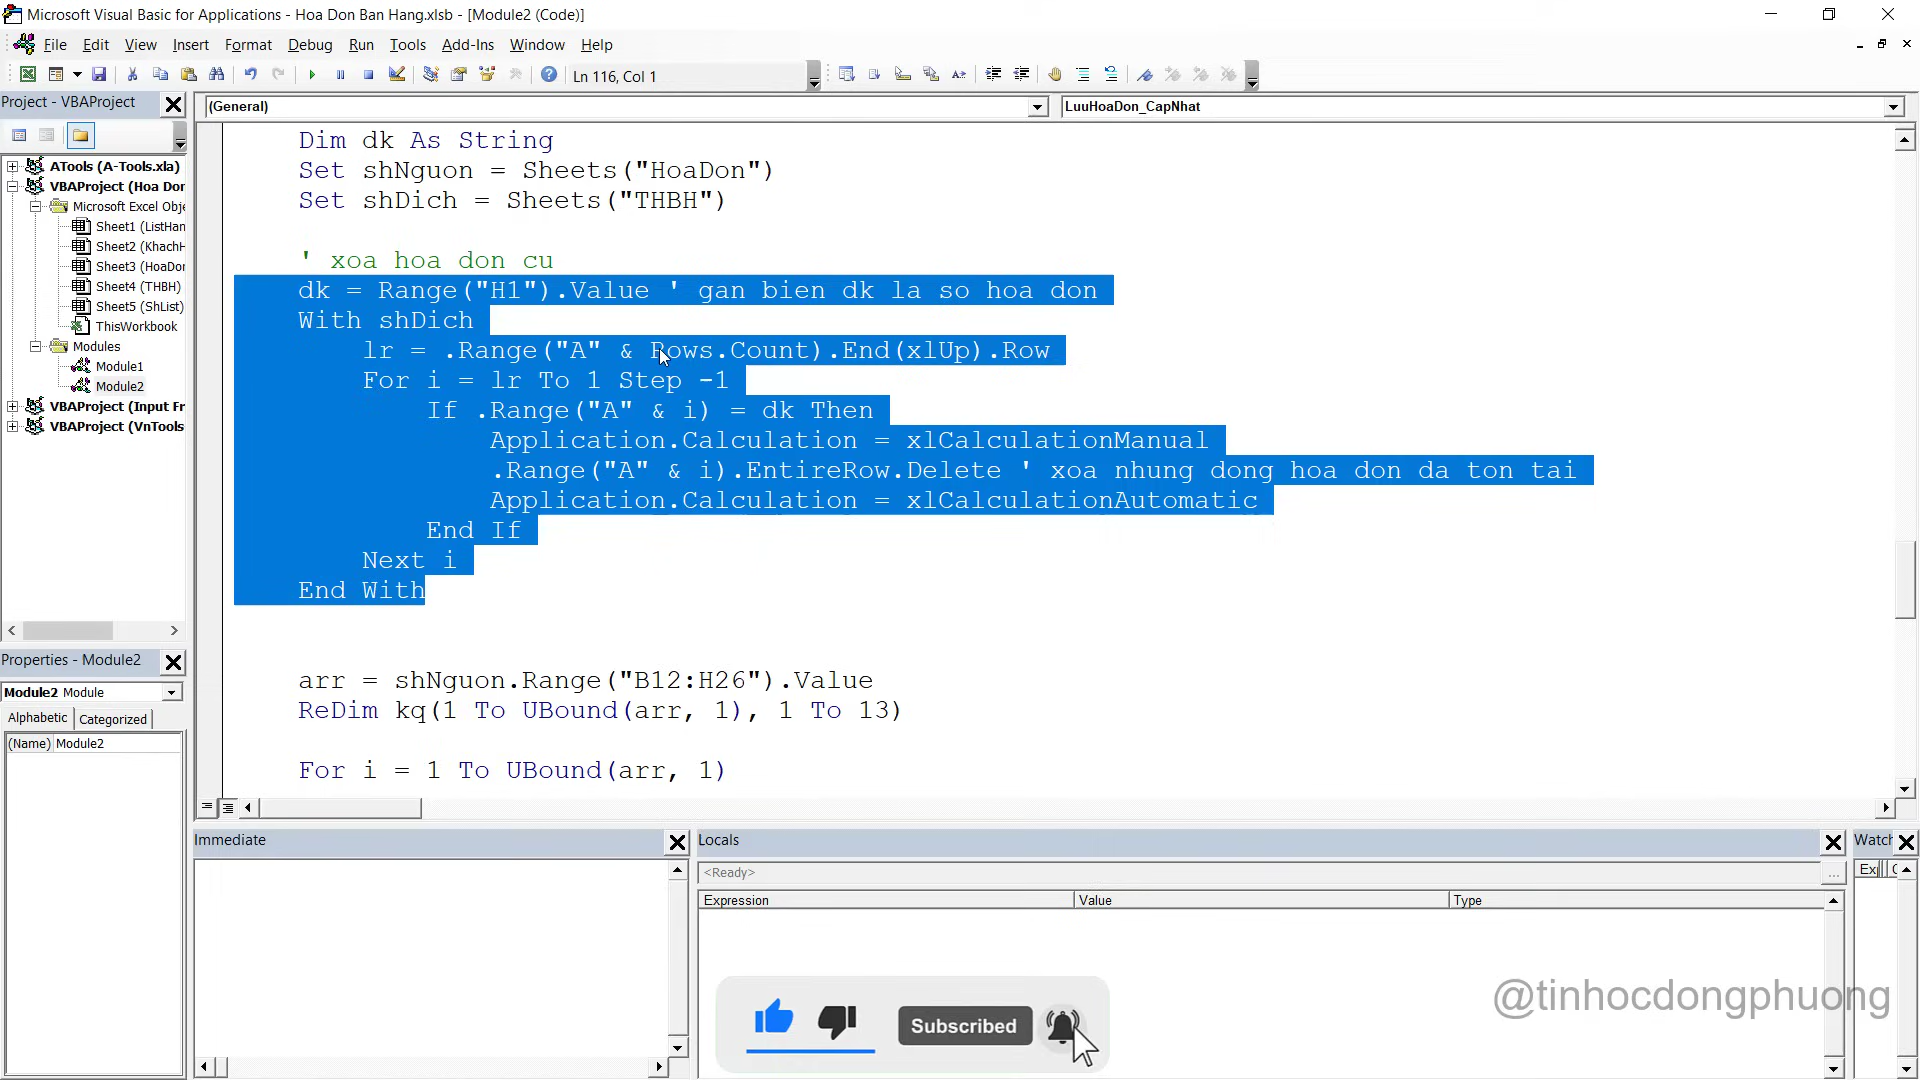 Microsoft Visual Basic for Applications - Hoa Don Ban Hang.xlsb - [Module2 (Code)]
File Edit View Insert Format Debug Run Tools Add-Ins Window Help
Ln 116, Col 1
Project - VBAProject
(General)
LuuHoaDon_CapNhat
ATools (A-Tools.xla)
VBAProject (Hoa Don
Microsoft Excel Obje
Sheet1 (ListHan
Sheet2 (KhachH
Sheet3 (HoaDon
Sheet4 (THBH)
Sheet5 (ShList)
ThisWorkbook
Modules
Module1
Module2
VBAProject (Input Fr
VBAProject (VnTools
Dim dk As String
Set shNguon = Sheets("HoaDon")
Set shDich = Sheets("THBH")
' xoa hoa don cu
dk = Range("H1").Value ' gan bien dk la so hoa don
With shDich
lr = .Range("A" & Rows.Count).End(xlUp).Row
For i = lr To 1 Step -1
If .Range("A" & i) = dk Then
Application.Calculation = xlCalculationManual
.Range("A" & i).EntireRow.Delete ' xoa nhung dong hoa don da ton tai
Application.Calculation = xlCalculationAutomatic
End If
Next i
End With
arr = shNguon.Range("B12:H26").Value
ReDim kq(1 To UBound(arr, 1), 1 To 13)
For i = 1 To UBound(arr, 1)
Properties - Module2
Module2 Module
Alphabetic Categorized
(Name) Module2
Immediate
Locals
<Ready>
...
Expression Value Type
Watch
Subscribed
@tinhocdongphuong